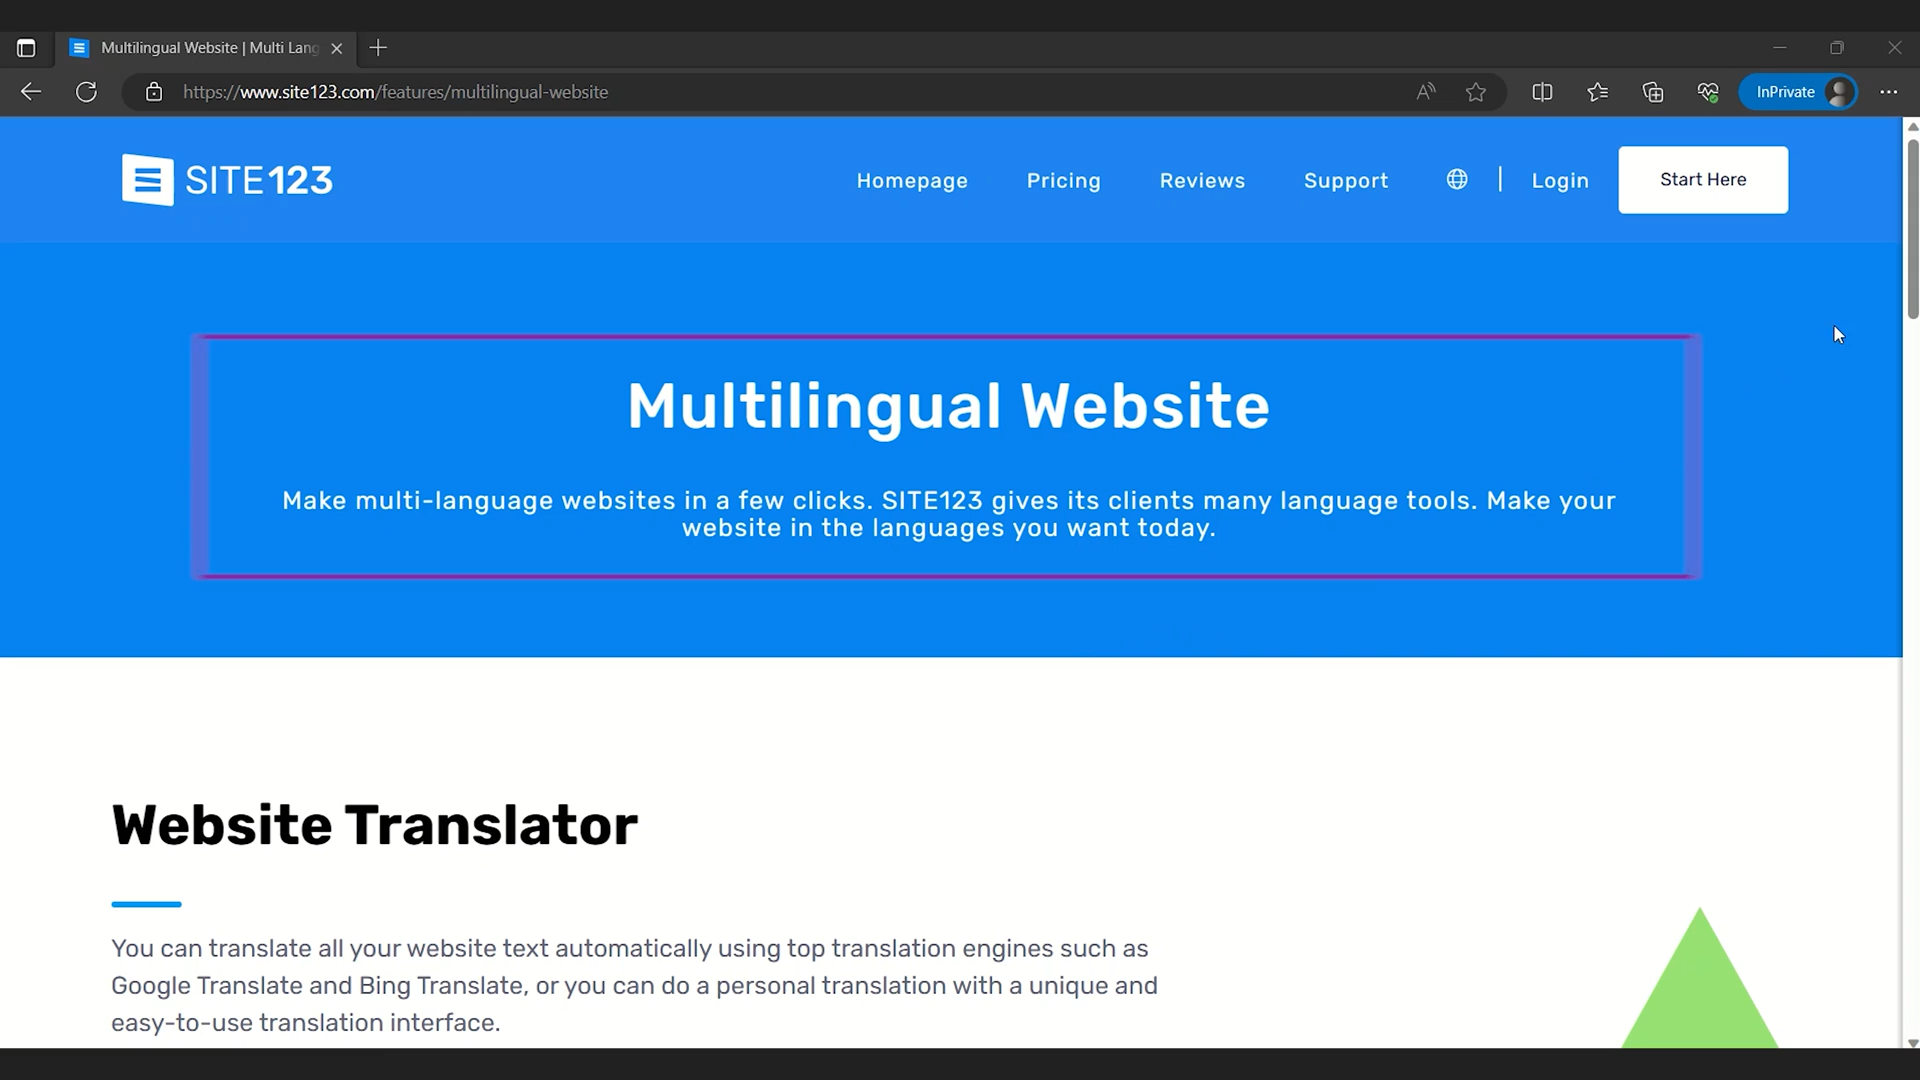 Multilingual Website | Multi Lang
https://www.site123.com/features/multilingual-website
InPrivate
SITE123
Homepage
Pricing
Reviews
Support
Login
Start Here
Multilingual Website
Make multi-language websites in a few clicks. SITE123 gives its clients many language tools. Make your
website in the languages you want today.
Website Translator
You can translate all your website text automatically using top translation engines such as
Google Translate and Bing Translate, or you can do a personal translation with a unique and
easy-to-use translation interface.